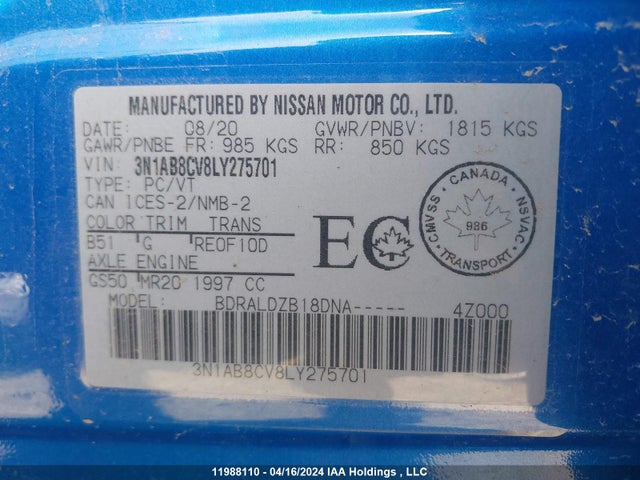 MANUFACTURED BY NISSAN MOTOR CO., LTD.
DATE: 08/20 GVWR/PNBV: 1815 KGS
GAWR/PNBE FR: 985 KGS RR: 850 KGS
VIN: 3N1AB8CV8LY275701
TYPE: PC/VT
CAN ICES-2/NMB-2
COLOR TRIM TRANS
B51 G RE0F10D
AXLE ENGINE
GS50 MR20 1997 CC
MODEL: BDRALDZB18DNA----- 4Z000
EC
CANADA
CMVSS NSVAC
986
TRANSPORT
3N1AB8CV8LY275701
11988110 - 04/16/2024 IAA Holdings, LLC